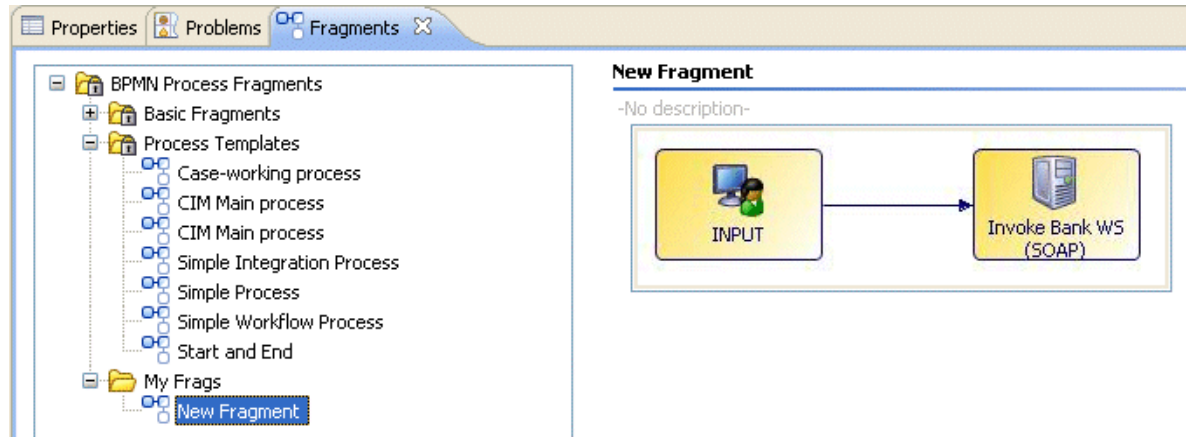 Properties Problems Fragments
BPMN Process Fragments
Basic Fragments
Process Templates
Case-working process
CIM Main process
CIM Main process
Simple Integration Process
Simple Process
Simple Workflow Process
Start and End
My Frags
New Fragment
New Fragment
-No description-
INPUT
Invoke Bank WS
(SOAP)